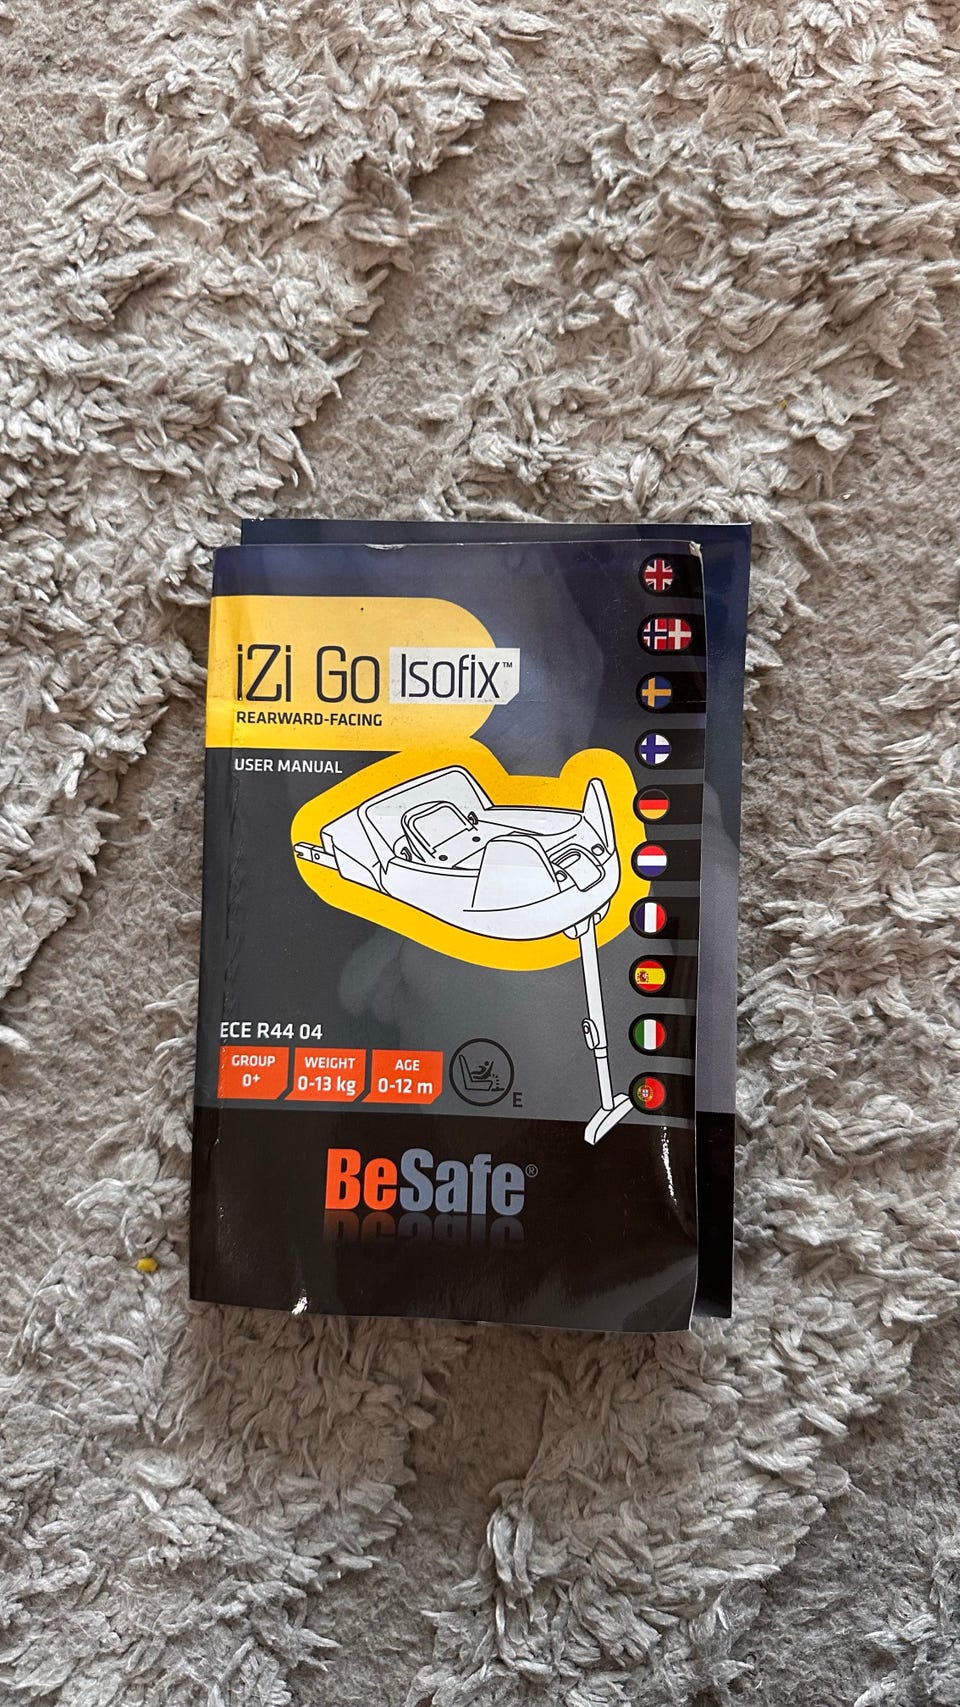 iZi Go Isofix™
REARWARD-FACING
USER MANUAL
ECE R44 04
GROUP
0+
WEIGHT
0-13 kg
AGE
0-12 m
E
BeSafe®